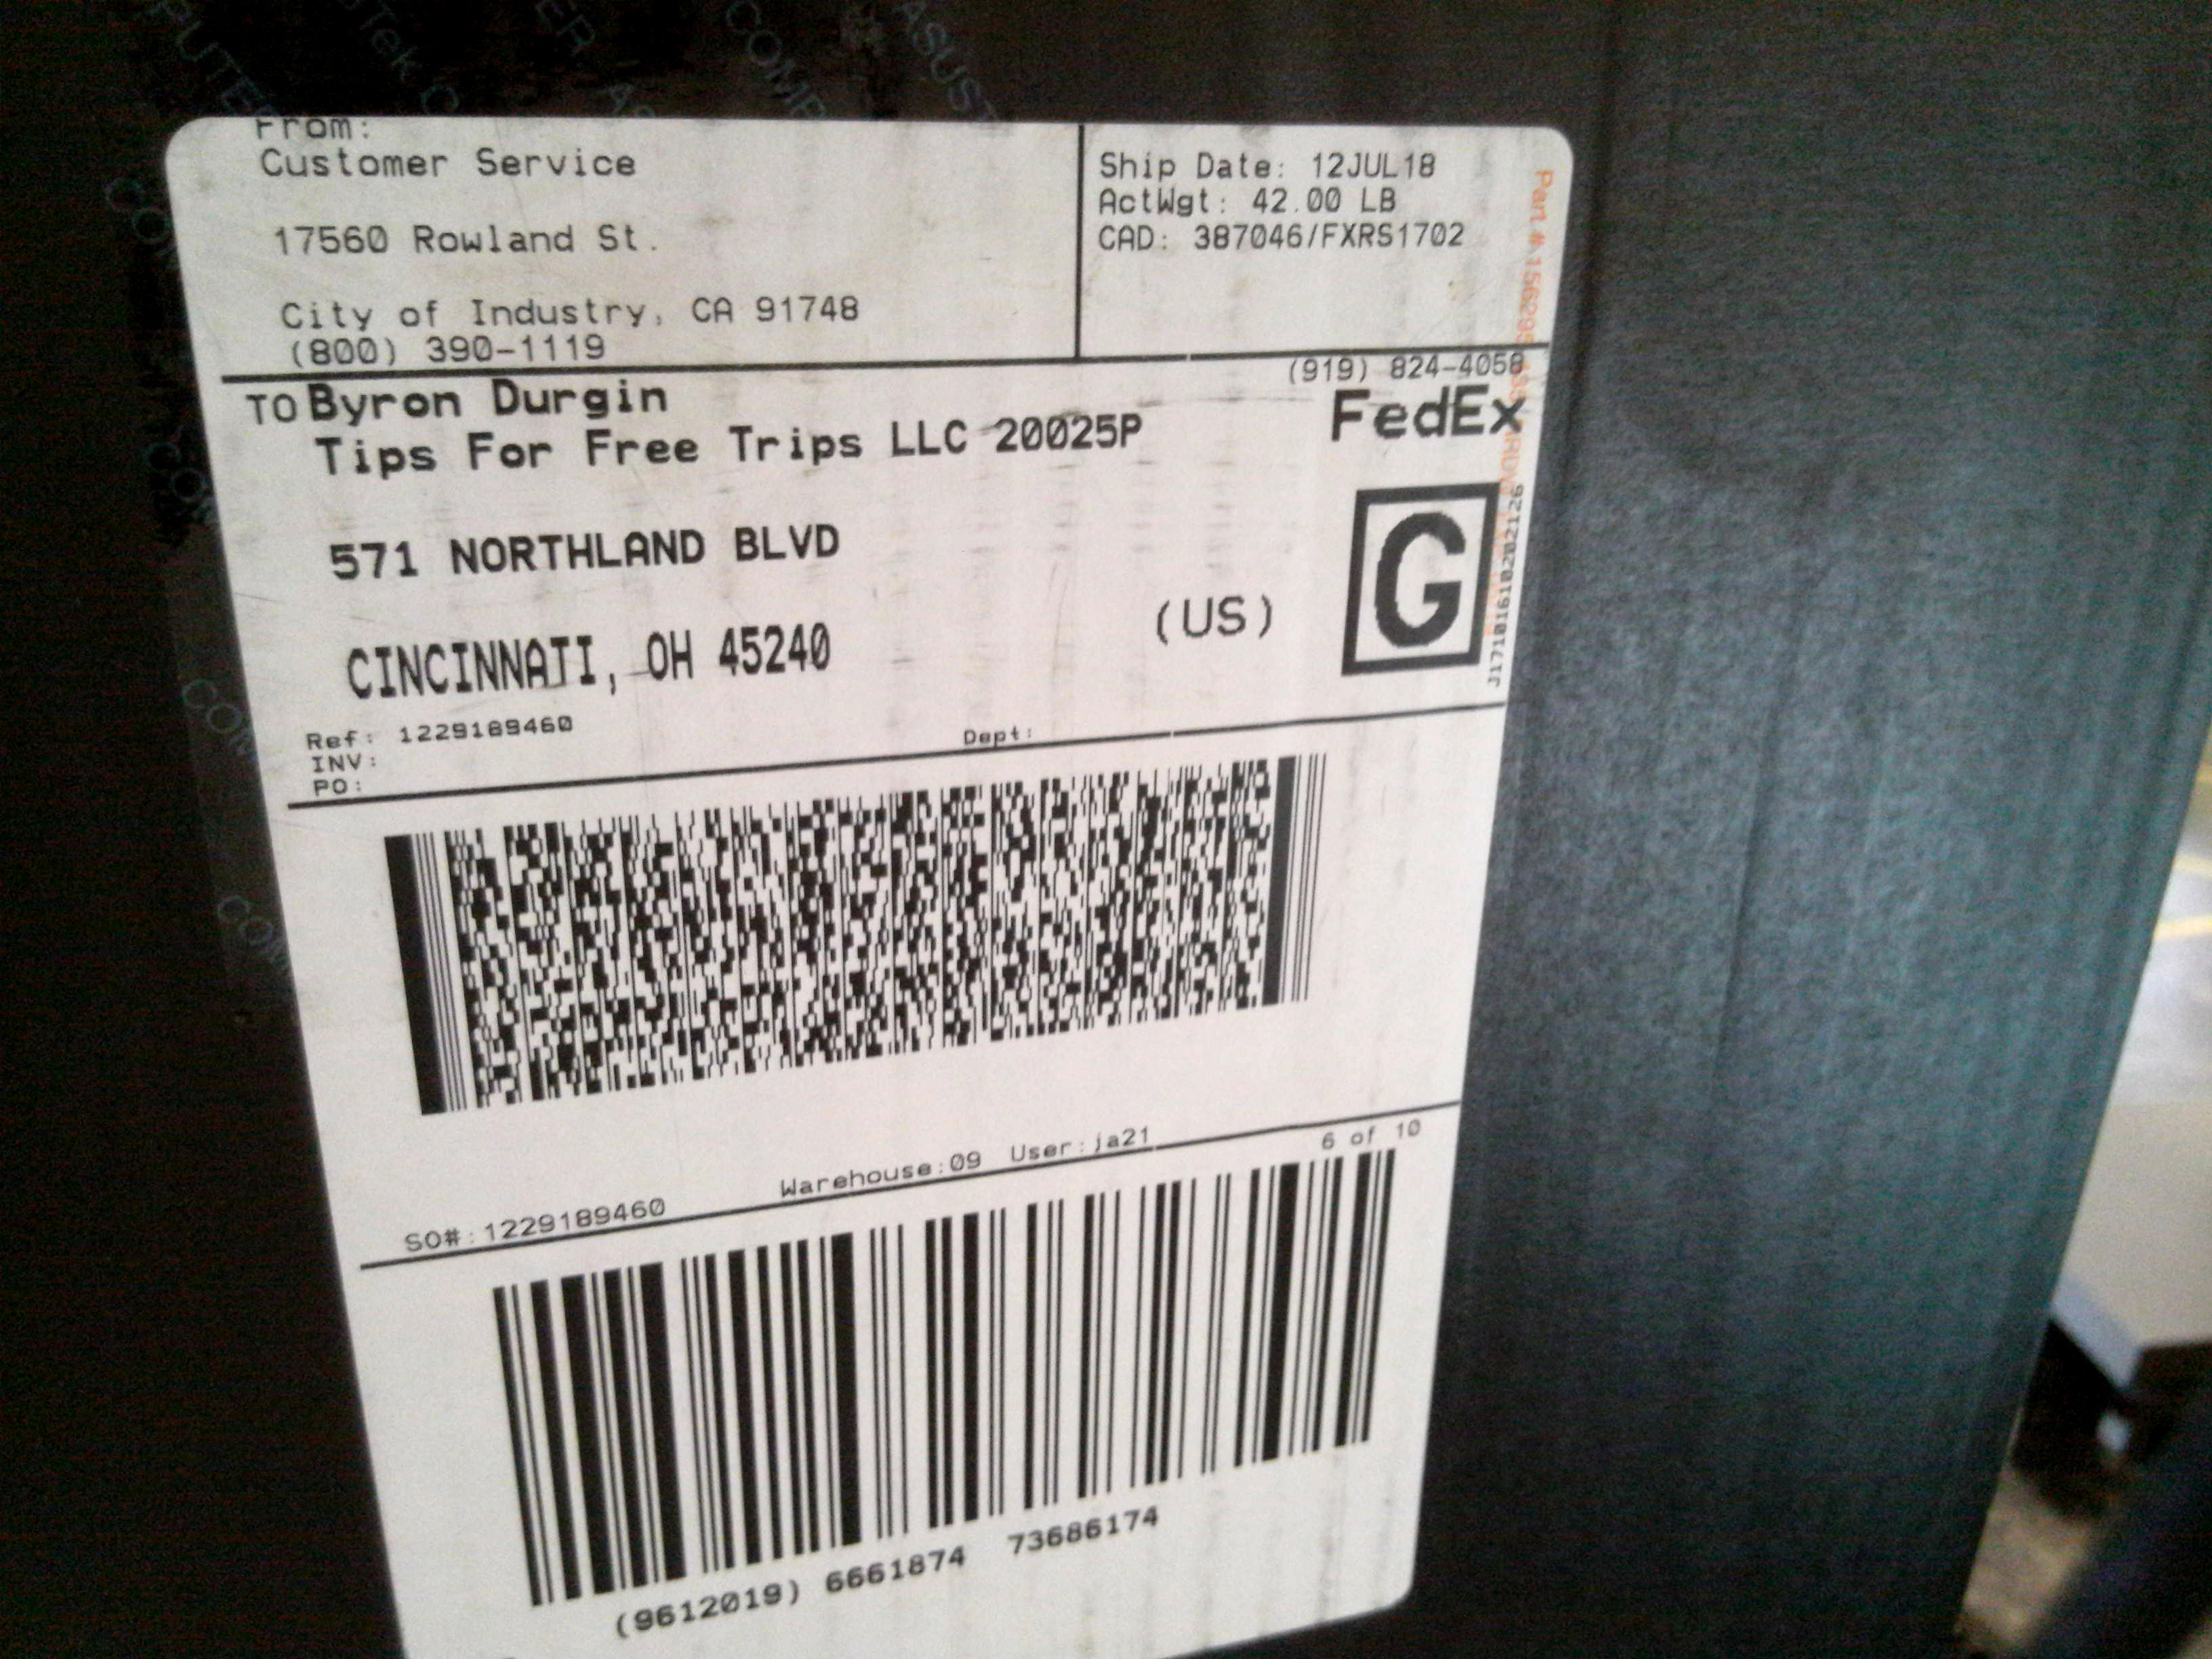 From:
Customer Service
17560 Rowland St.
City of Industry, CA 91748
(800) 390-1119
Ship Date: 12JUL18
ActWgt: 42.00 LB
CAD: 387046/FXRS1702
(919) 824-4058
TO Byron Durgin
Tips For Free Trips LLC 20025P
571 NORTHLAND BLVD
CINCINNATI, OH 45240
(US)
FedEx
G
Ref: 1229189460
INV:
PO:
Dept:
SO#:1229189460 Warehouse:09 User:ja21 6 of 10
(9612019) 6661874 73686174
Part #